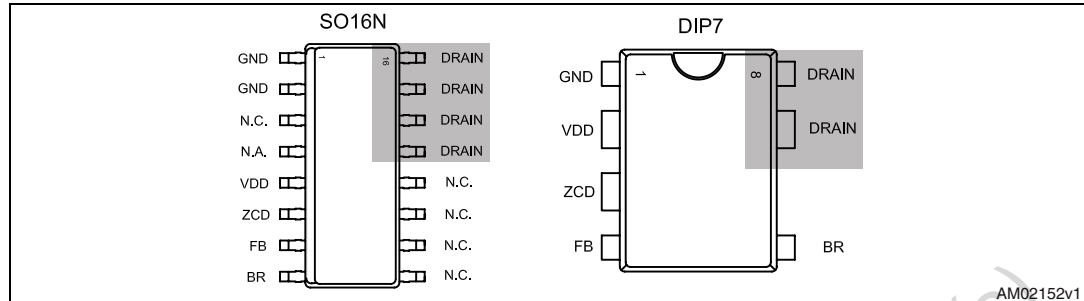 SO16N
GND 1 16 DRAIN
GND DRAIN
N.C. DRAIN
N.A. DRAIN
VDD N.C.
ZCD N.C.
FB N.C.
BR N.C.
DIP7
GND 1 8 DRAIN
VDD DRAIN
ZCD
FB BR
AM02152v1